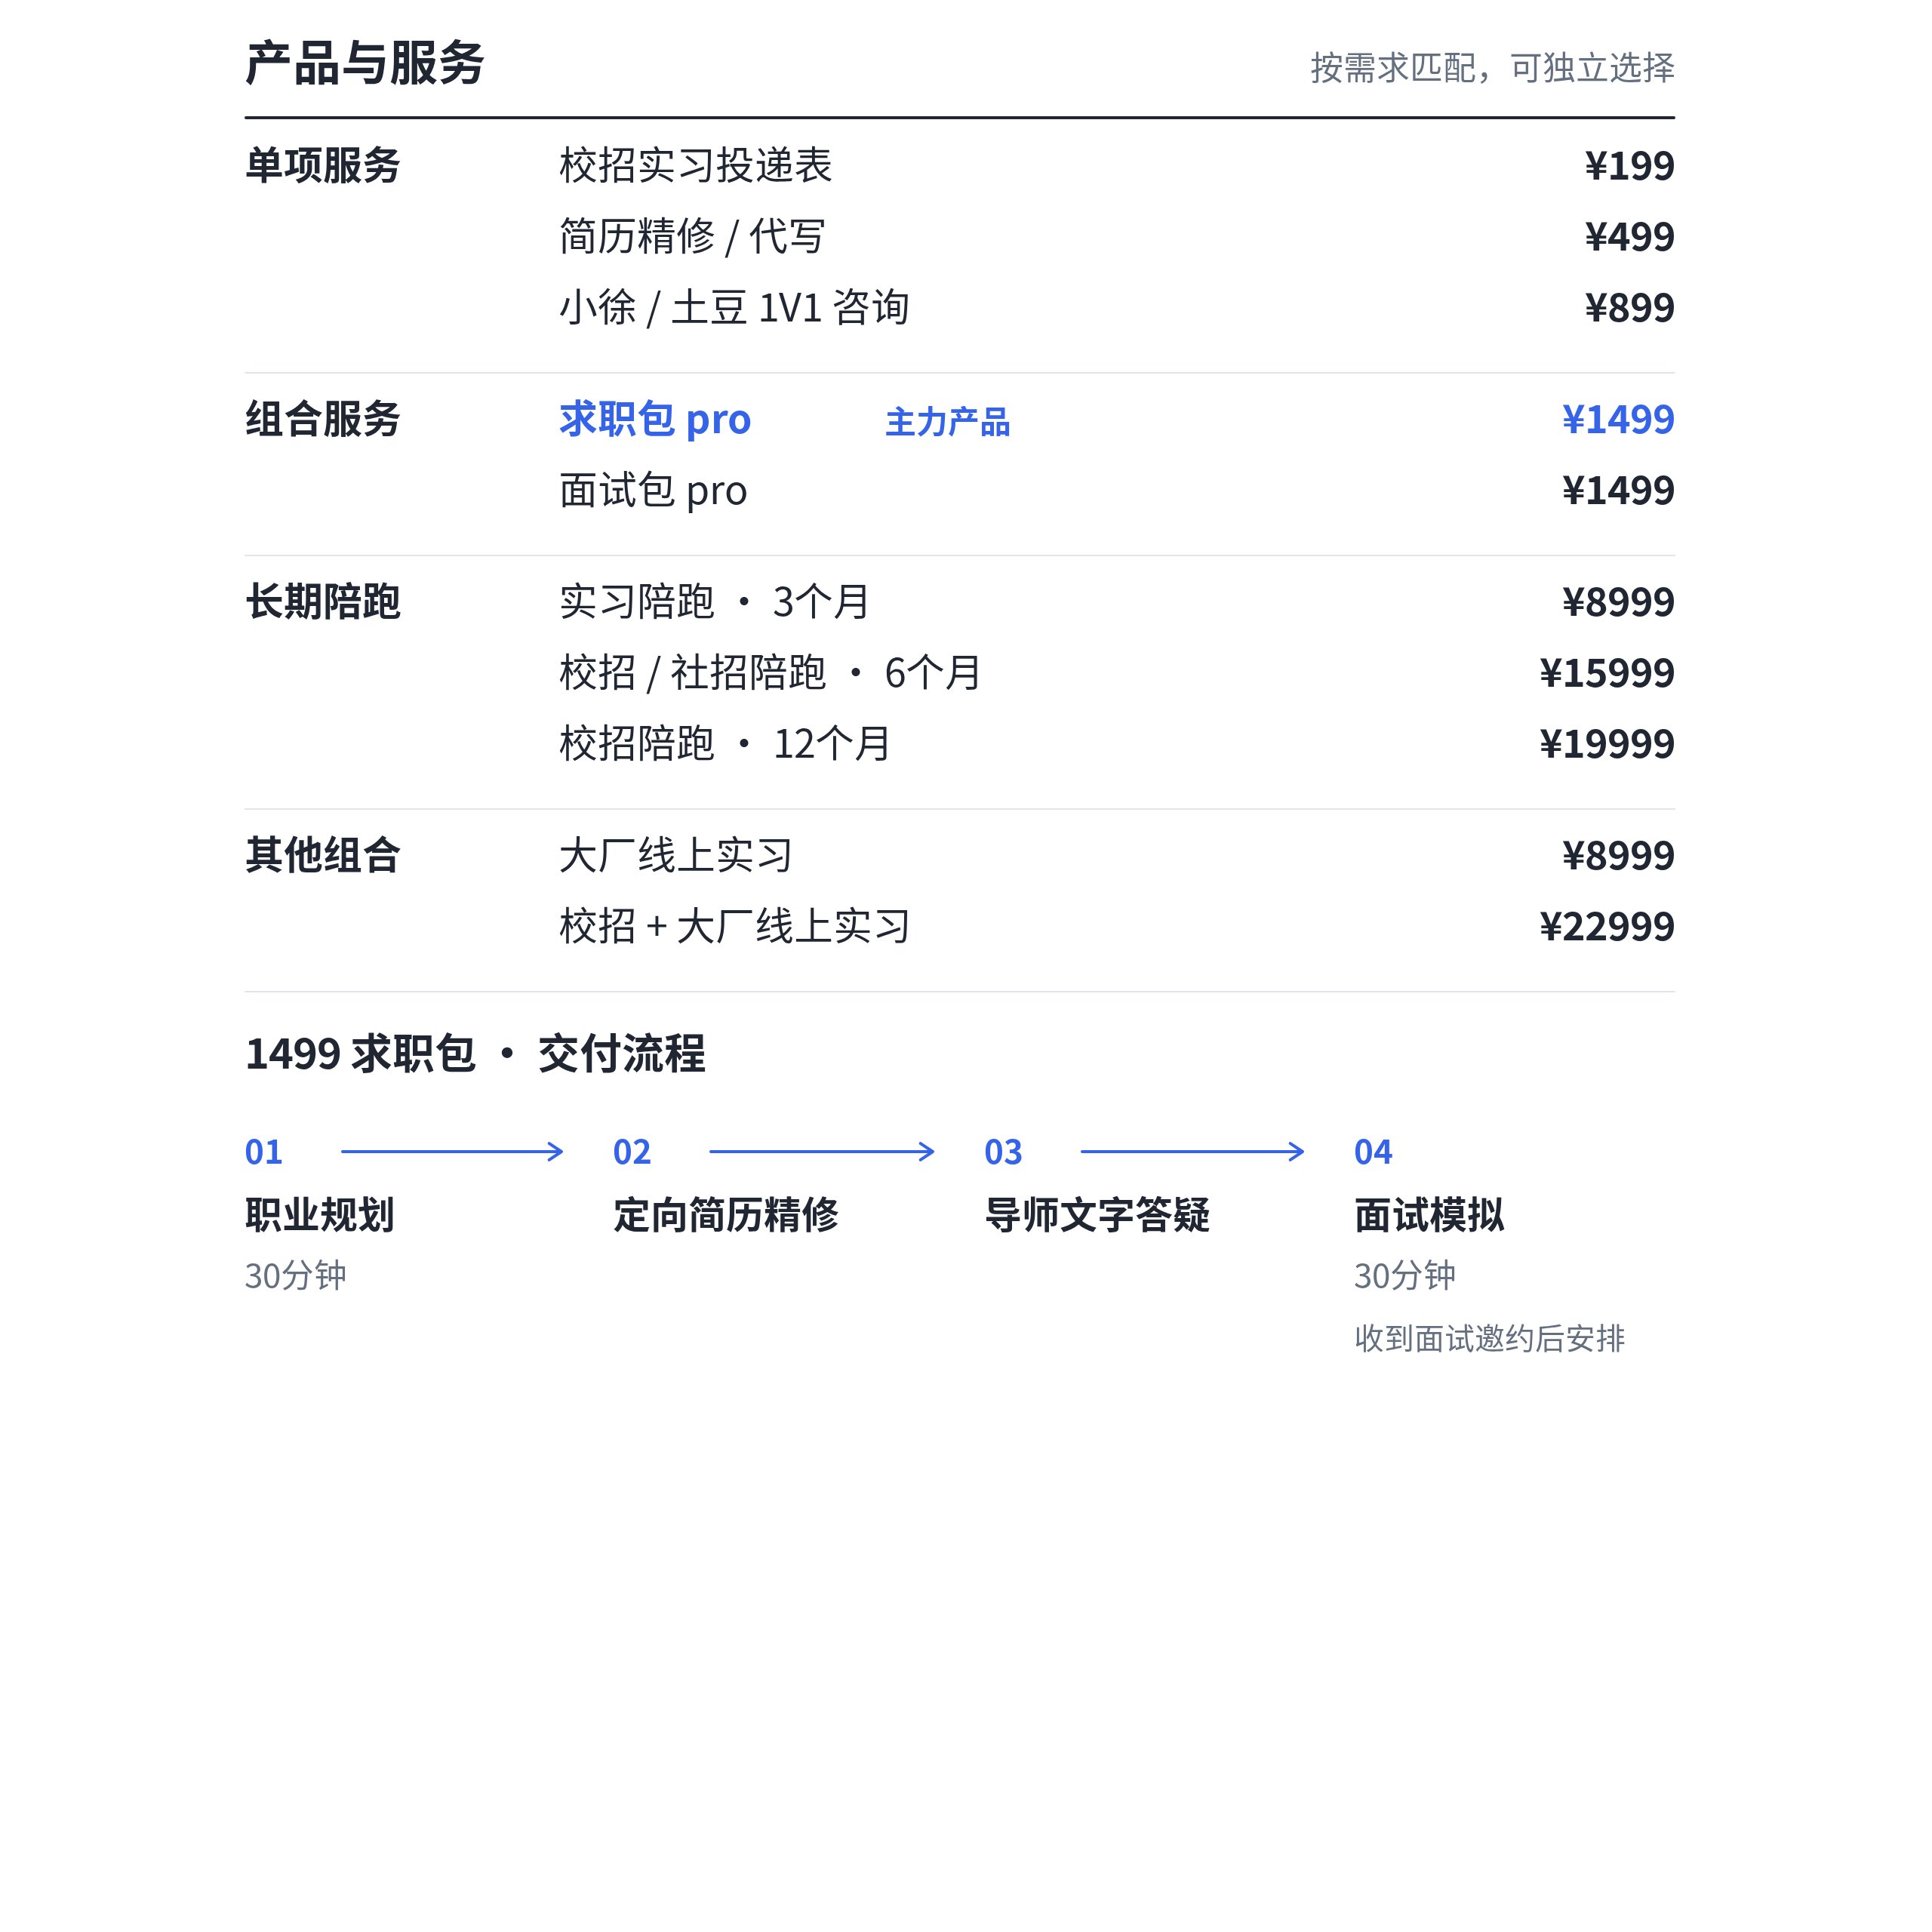 产品与服务 按需求匹配，可独立选择
单项服务 校招实习投递表 ¥199
简历精修 / 代写 ¥499
小徐 / 土豆 1V1 咨询 ¥899
组合服务 求职包 pro 主力产品 ¥1499
面试包 pro ¥1499
长期陪跑 实习陪跑 · 3个月 ¥8999
校招 / 社招陪跑 · 6个月 ¥15999
校招陪跑 · 12个月 ¥19999
其他组合 大厂线上实习 ¥8999
校招 + 大厂线上实习 ¥22999
1499 求职包 · 交付流程
01 02 03 04
职业规划 定向简历精修 导师文字答疑 面试模拟
30分钟 30分钟
收到面试邀约后安排